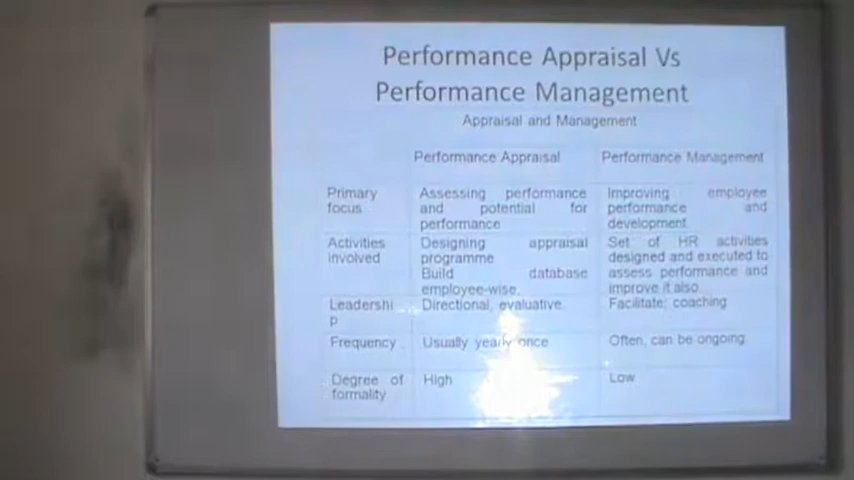 Performance Appraisal Vs
Performance Management
Appraisal and Management
Performance Appraisal
Performance Management
Primary
focus
Assessing performance
and potential for
performance
Improving employee
performance and
development
Activities
involved
Designing appraisal
programme
Build database
employee-wise.
Set of HR activities
designed and executed to
assess performance and
improve it also.
Leadershi
p
Directional, evaluative.
Facilitate; coaching
Frequency
Usually yearly once
Often, can be ongoing
Degree of
formality
High
Low